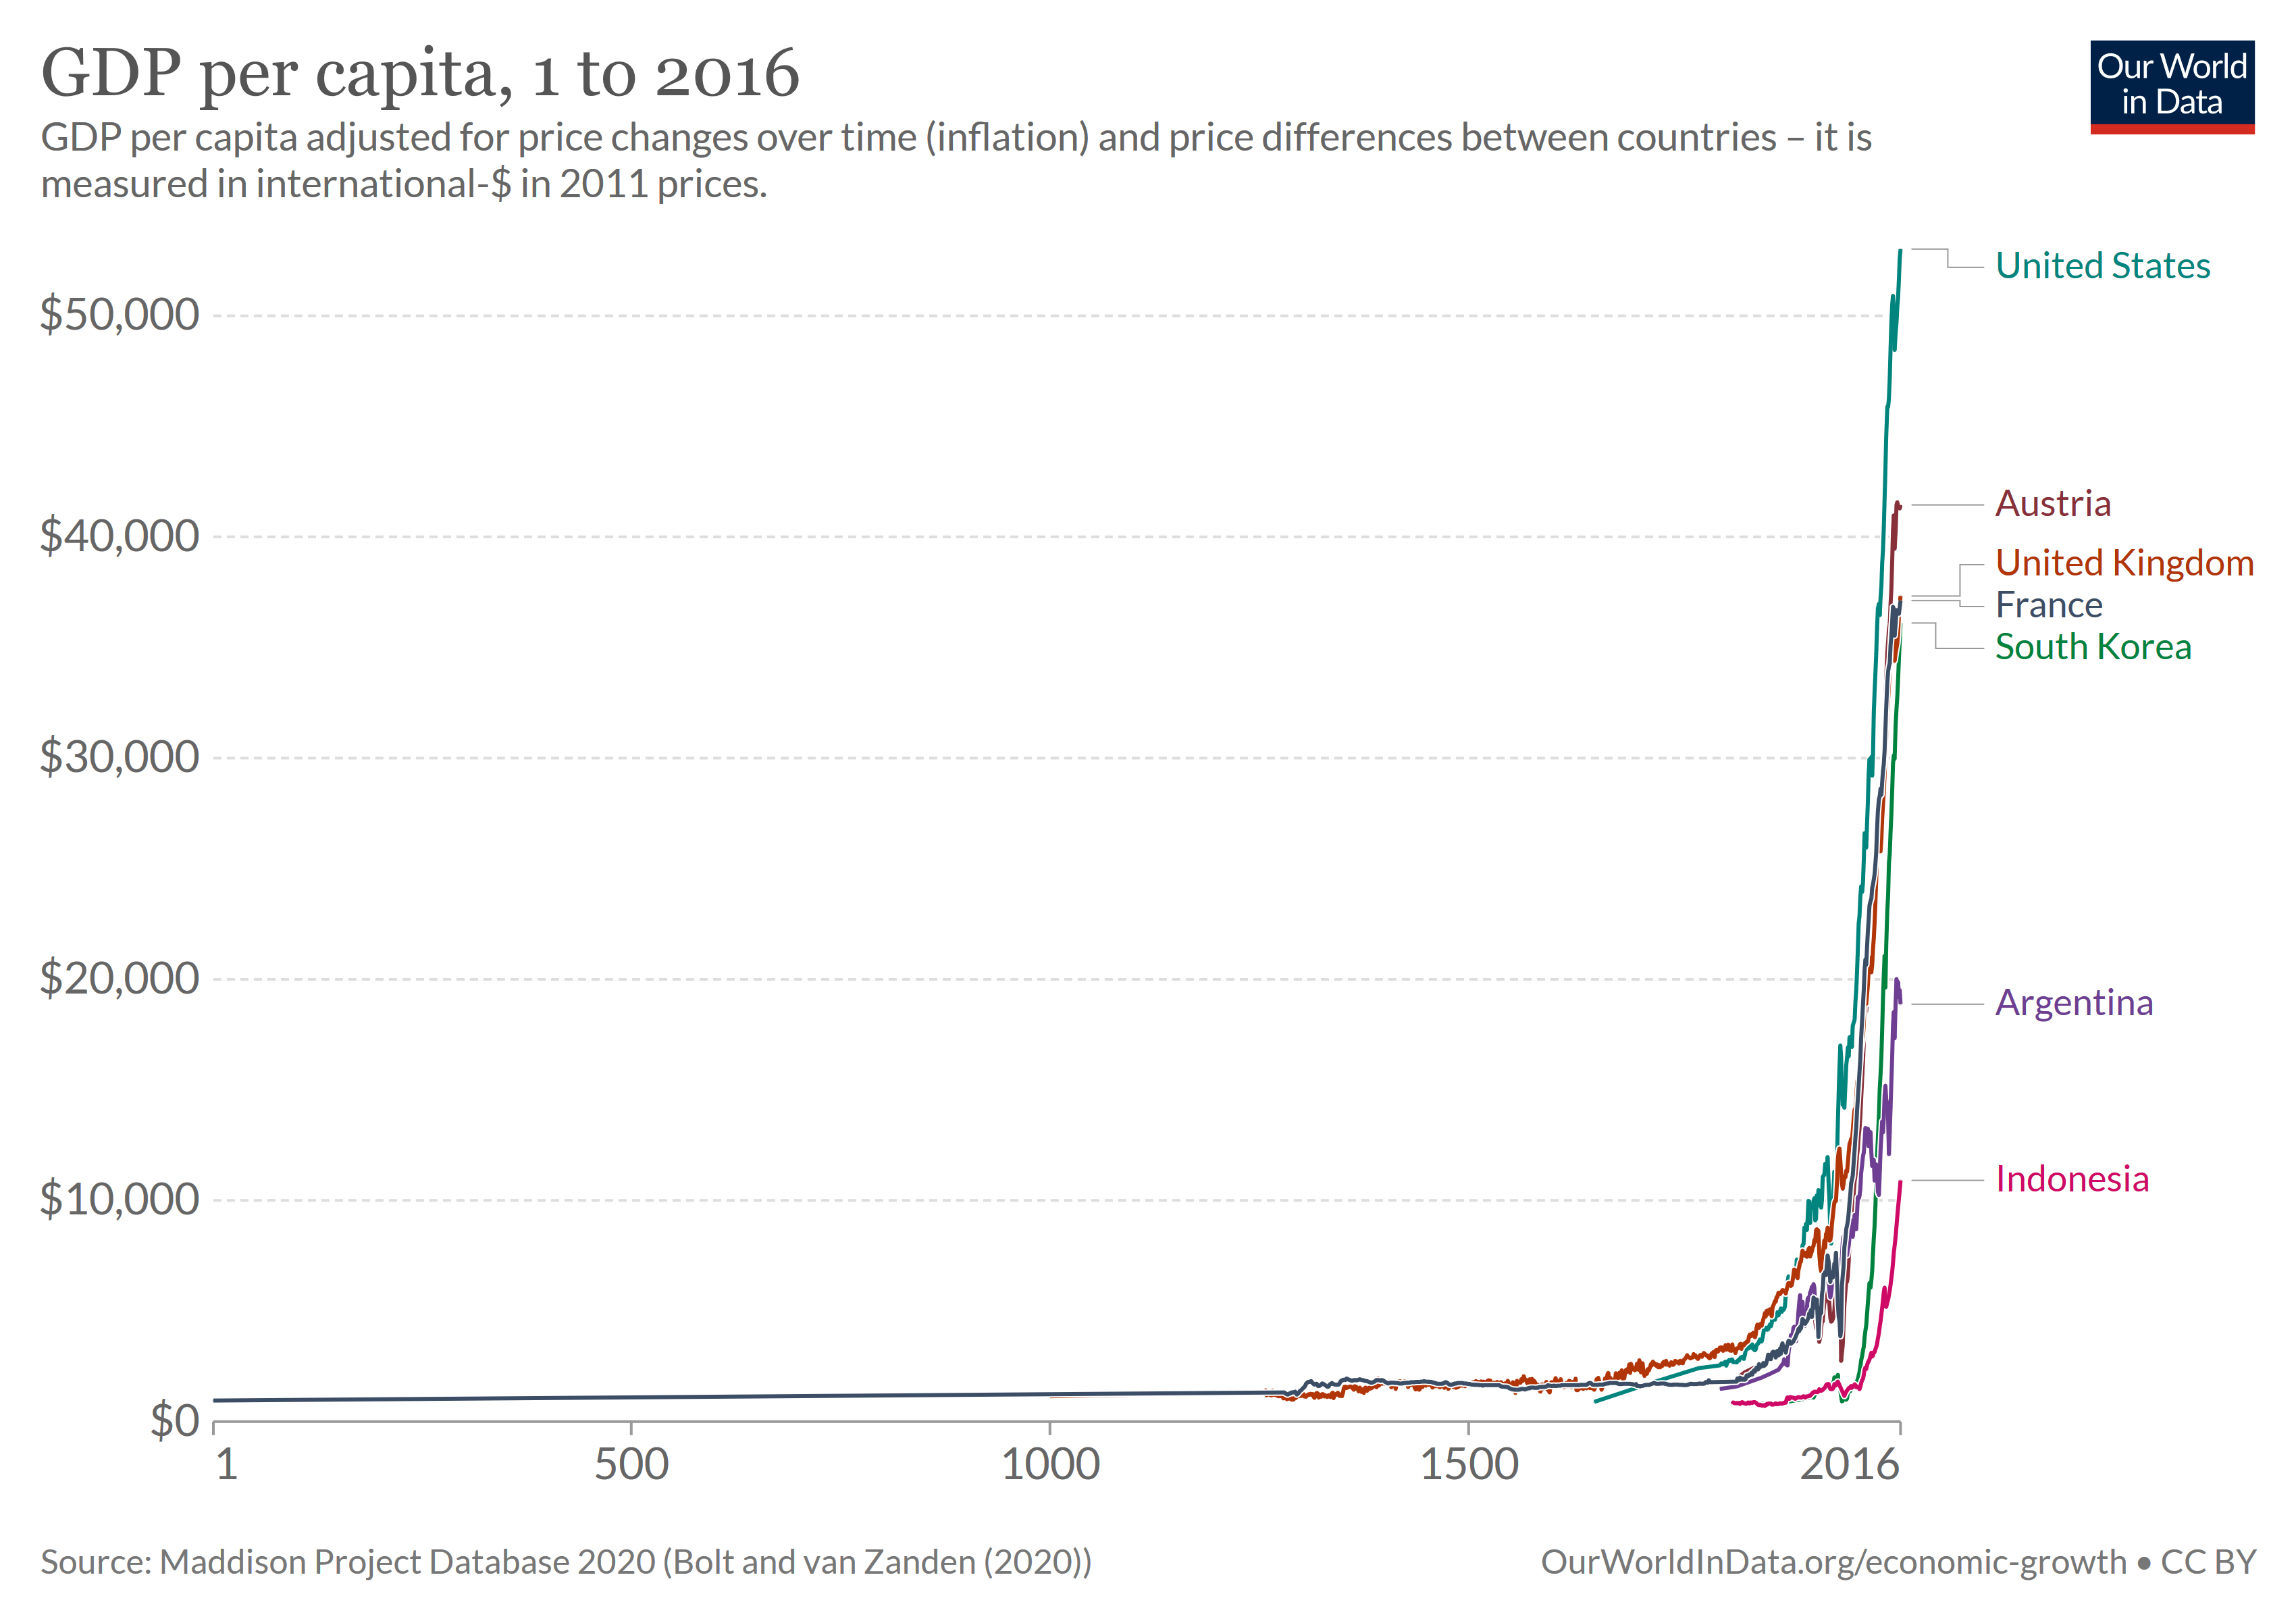 GDP per capita, 1 to 2016
Our World
in Data
GDP per capita adjusted for price changes over time (inflation) and price differences between countries – it is
measured in international-$ in 2011 prices.
$50,000
$40,000
$30,000
$20,000
$10,000
$0
United States
Austria
United Kingdom
France
South Korea
Argentina
Indonesia
1
500
1000
1500
2016
Source: Maddison Project Database 2020 (Bolt and van Zanden (2020))
OurWorldInData.org/economic-growth • CC BY